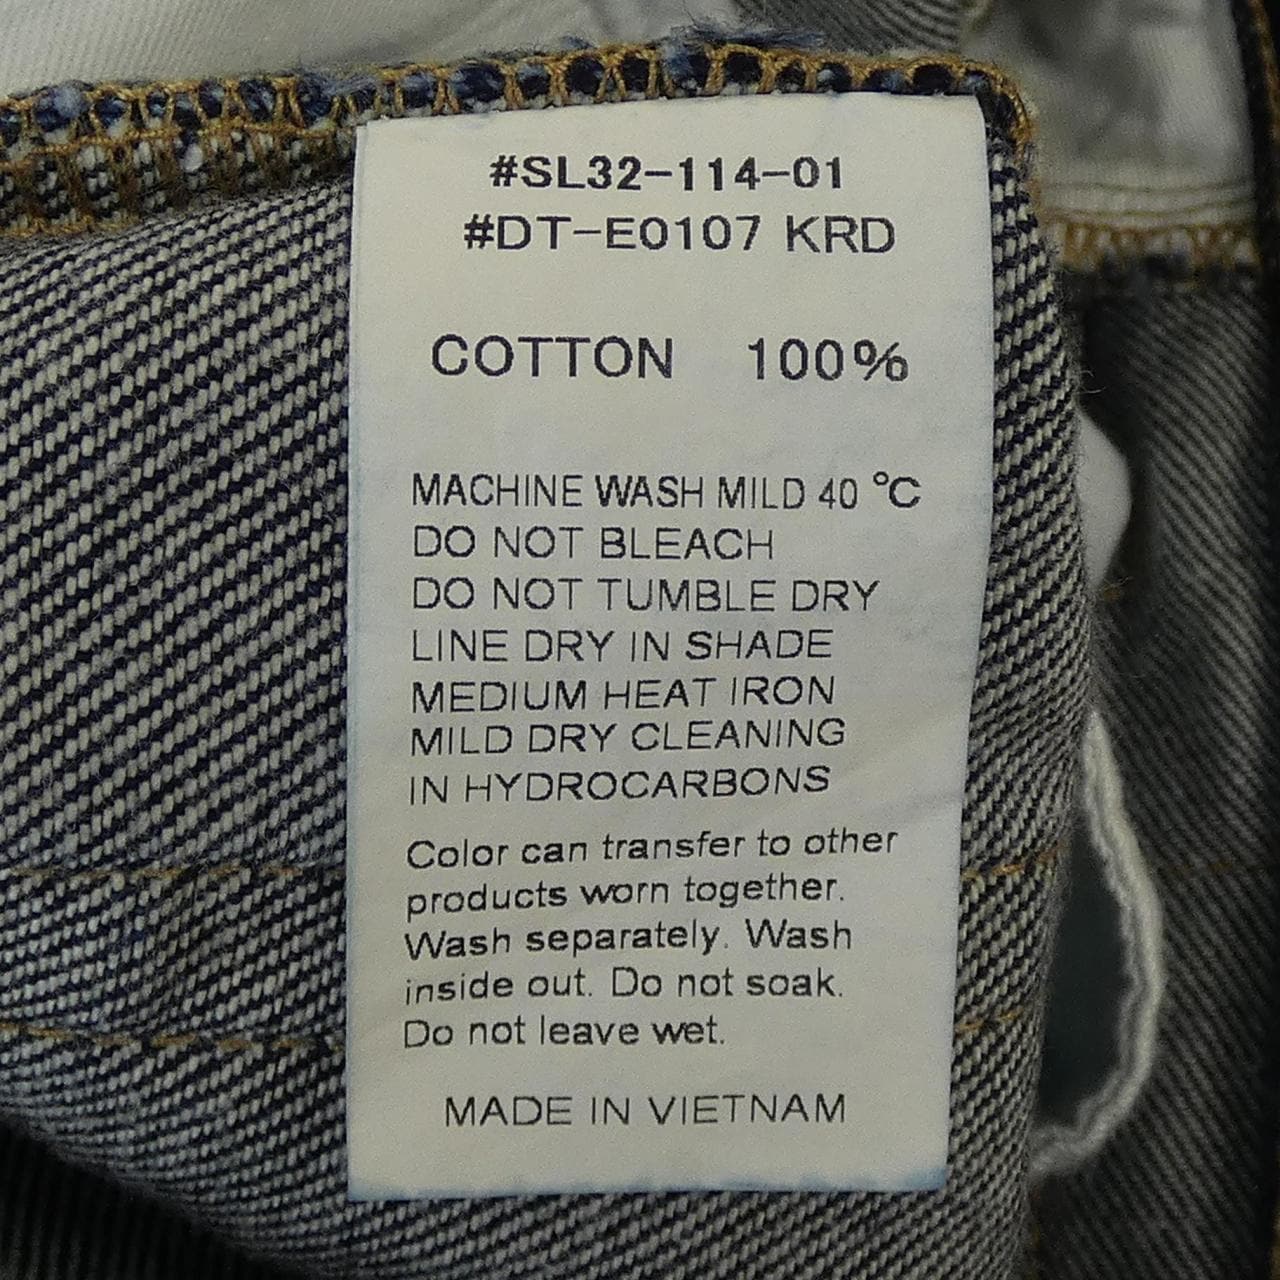 #SL32-114-01
#DT-E0107 KRD
COTTON 100%
MACHINE WASH MILD 40 °C
DO NOT BLEACH
DO NOT TUMBLE DRY
LINE DRY IN SHADE
MEDIUM HEAT IRON
MILD DRY CLEANING
IN HYDROCARBONS
Color can transfer to other
products worn together.
Wash separately. Wash
inside out. Do not soak.
Do not leave wet.
MADE IN VIETNAM